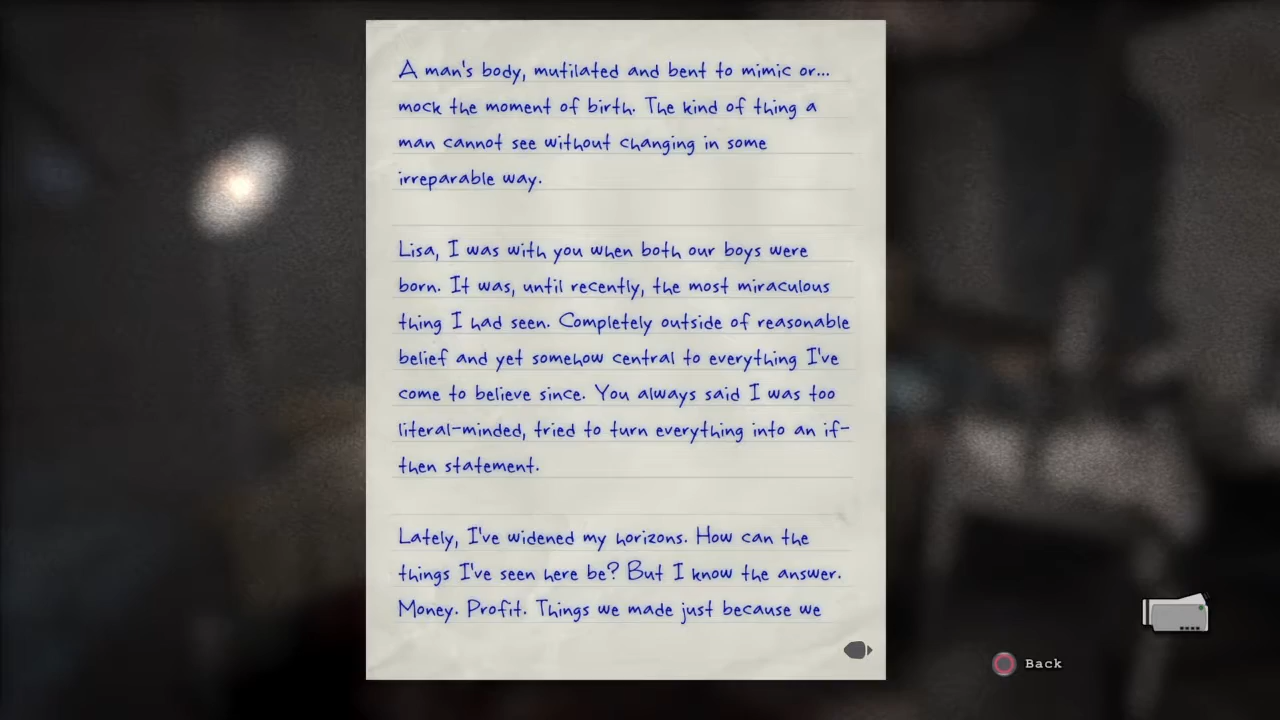 A man's body, mutilated and bent to mimic or...
mock the moment of birth. The kind of thing a
man cannot see without changing in some
irreparable way.
Lisa, I was with you when both our boys were
born. It was, until recently, the most miraculous
thing I had seen. Completely outside of reasonable
belief and yet somehow central to everything I've
come to believe since. You always said I was too
literal-minded, tried to turn everything into an if-
then statement.
Lately, I've widened my horizons. How can the
things I've seen here be? But I know the answer.
Money. Profit. Things we made just because we
Back